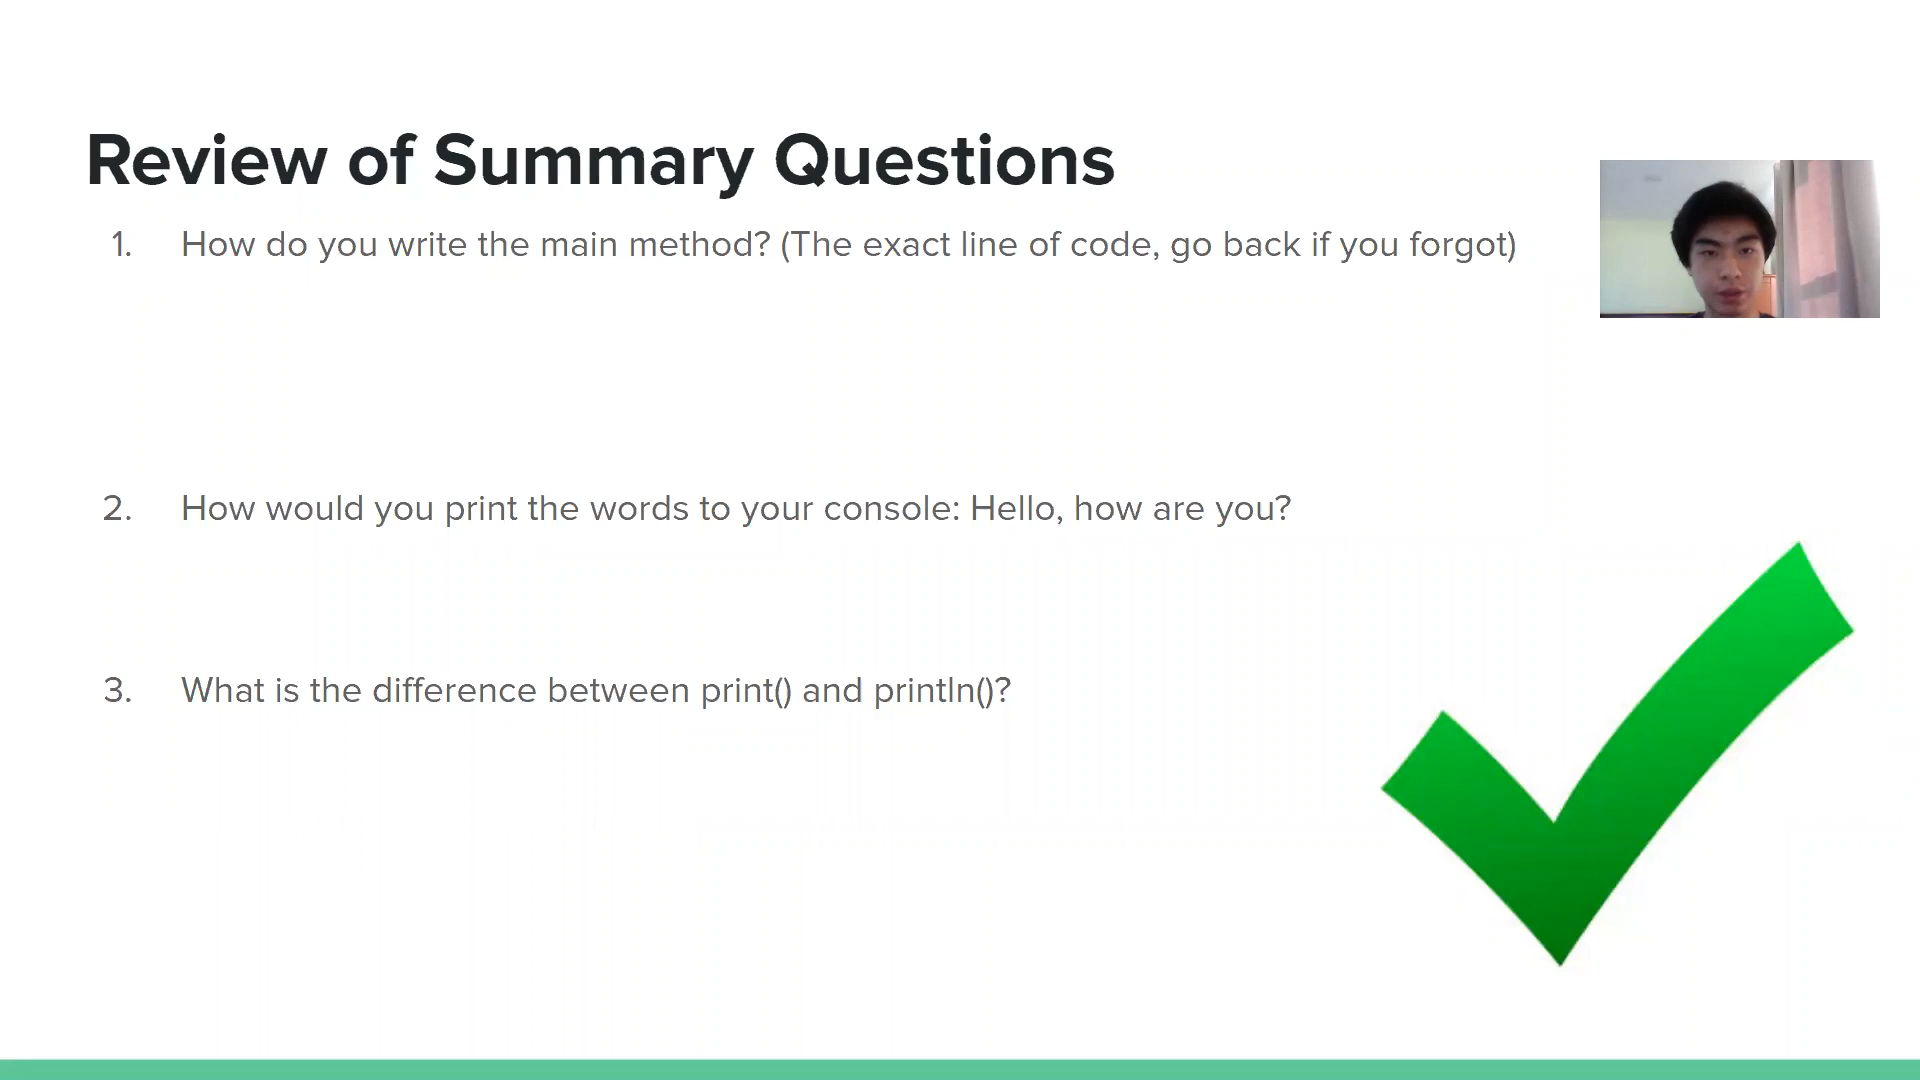 Review of Summary Questions
1. How do you write the main method? (The exact line of code, go back if you forgot)
2. How would you print the words to your console: Hello, how are you?
3. What is the difference between print() and println()?